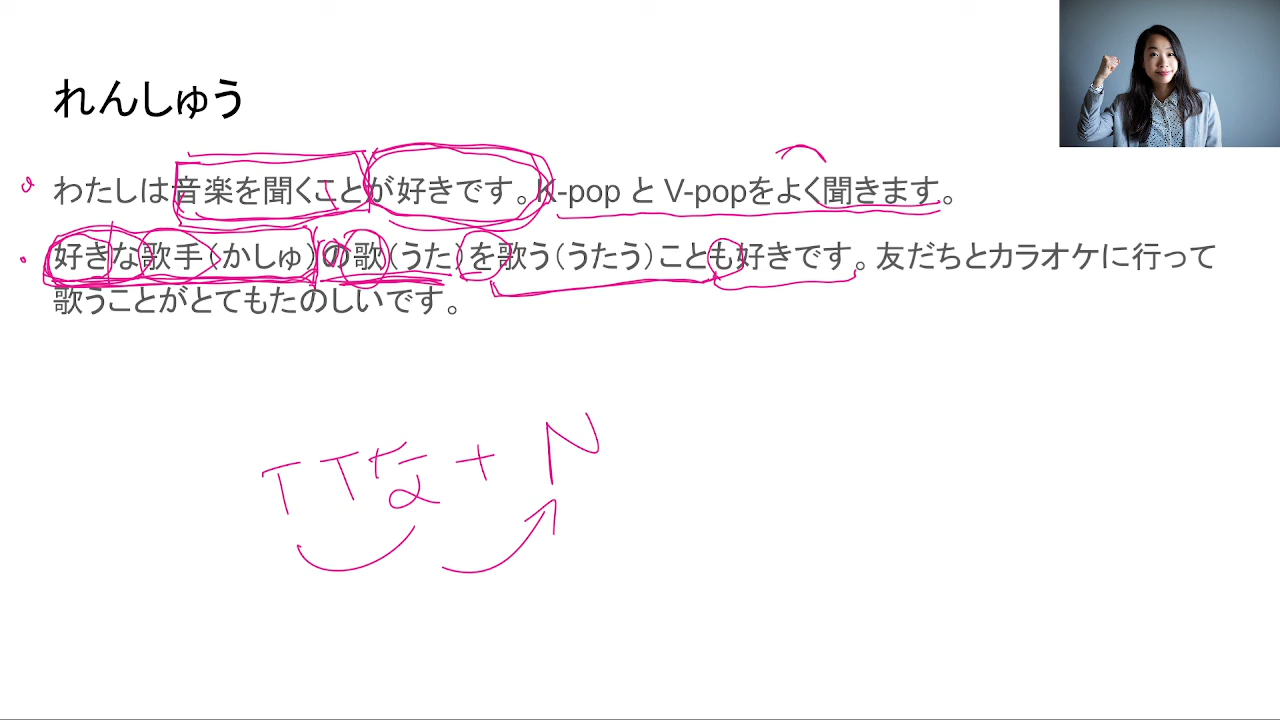 れんしゅう
わたしは音楽を聞くことが好きです。K-pop と V-popをよく聞きます。
好きな歌手（かしゅ）の歌（うた）を歌う（うたう）ことも好きです。友だちとカラオケに行って
歌うことがとてもたのしいです。
TTな + N